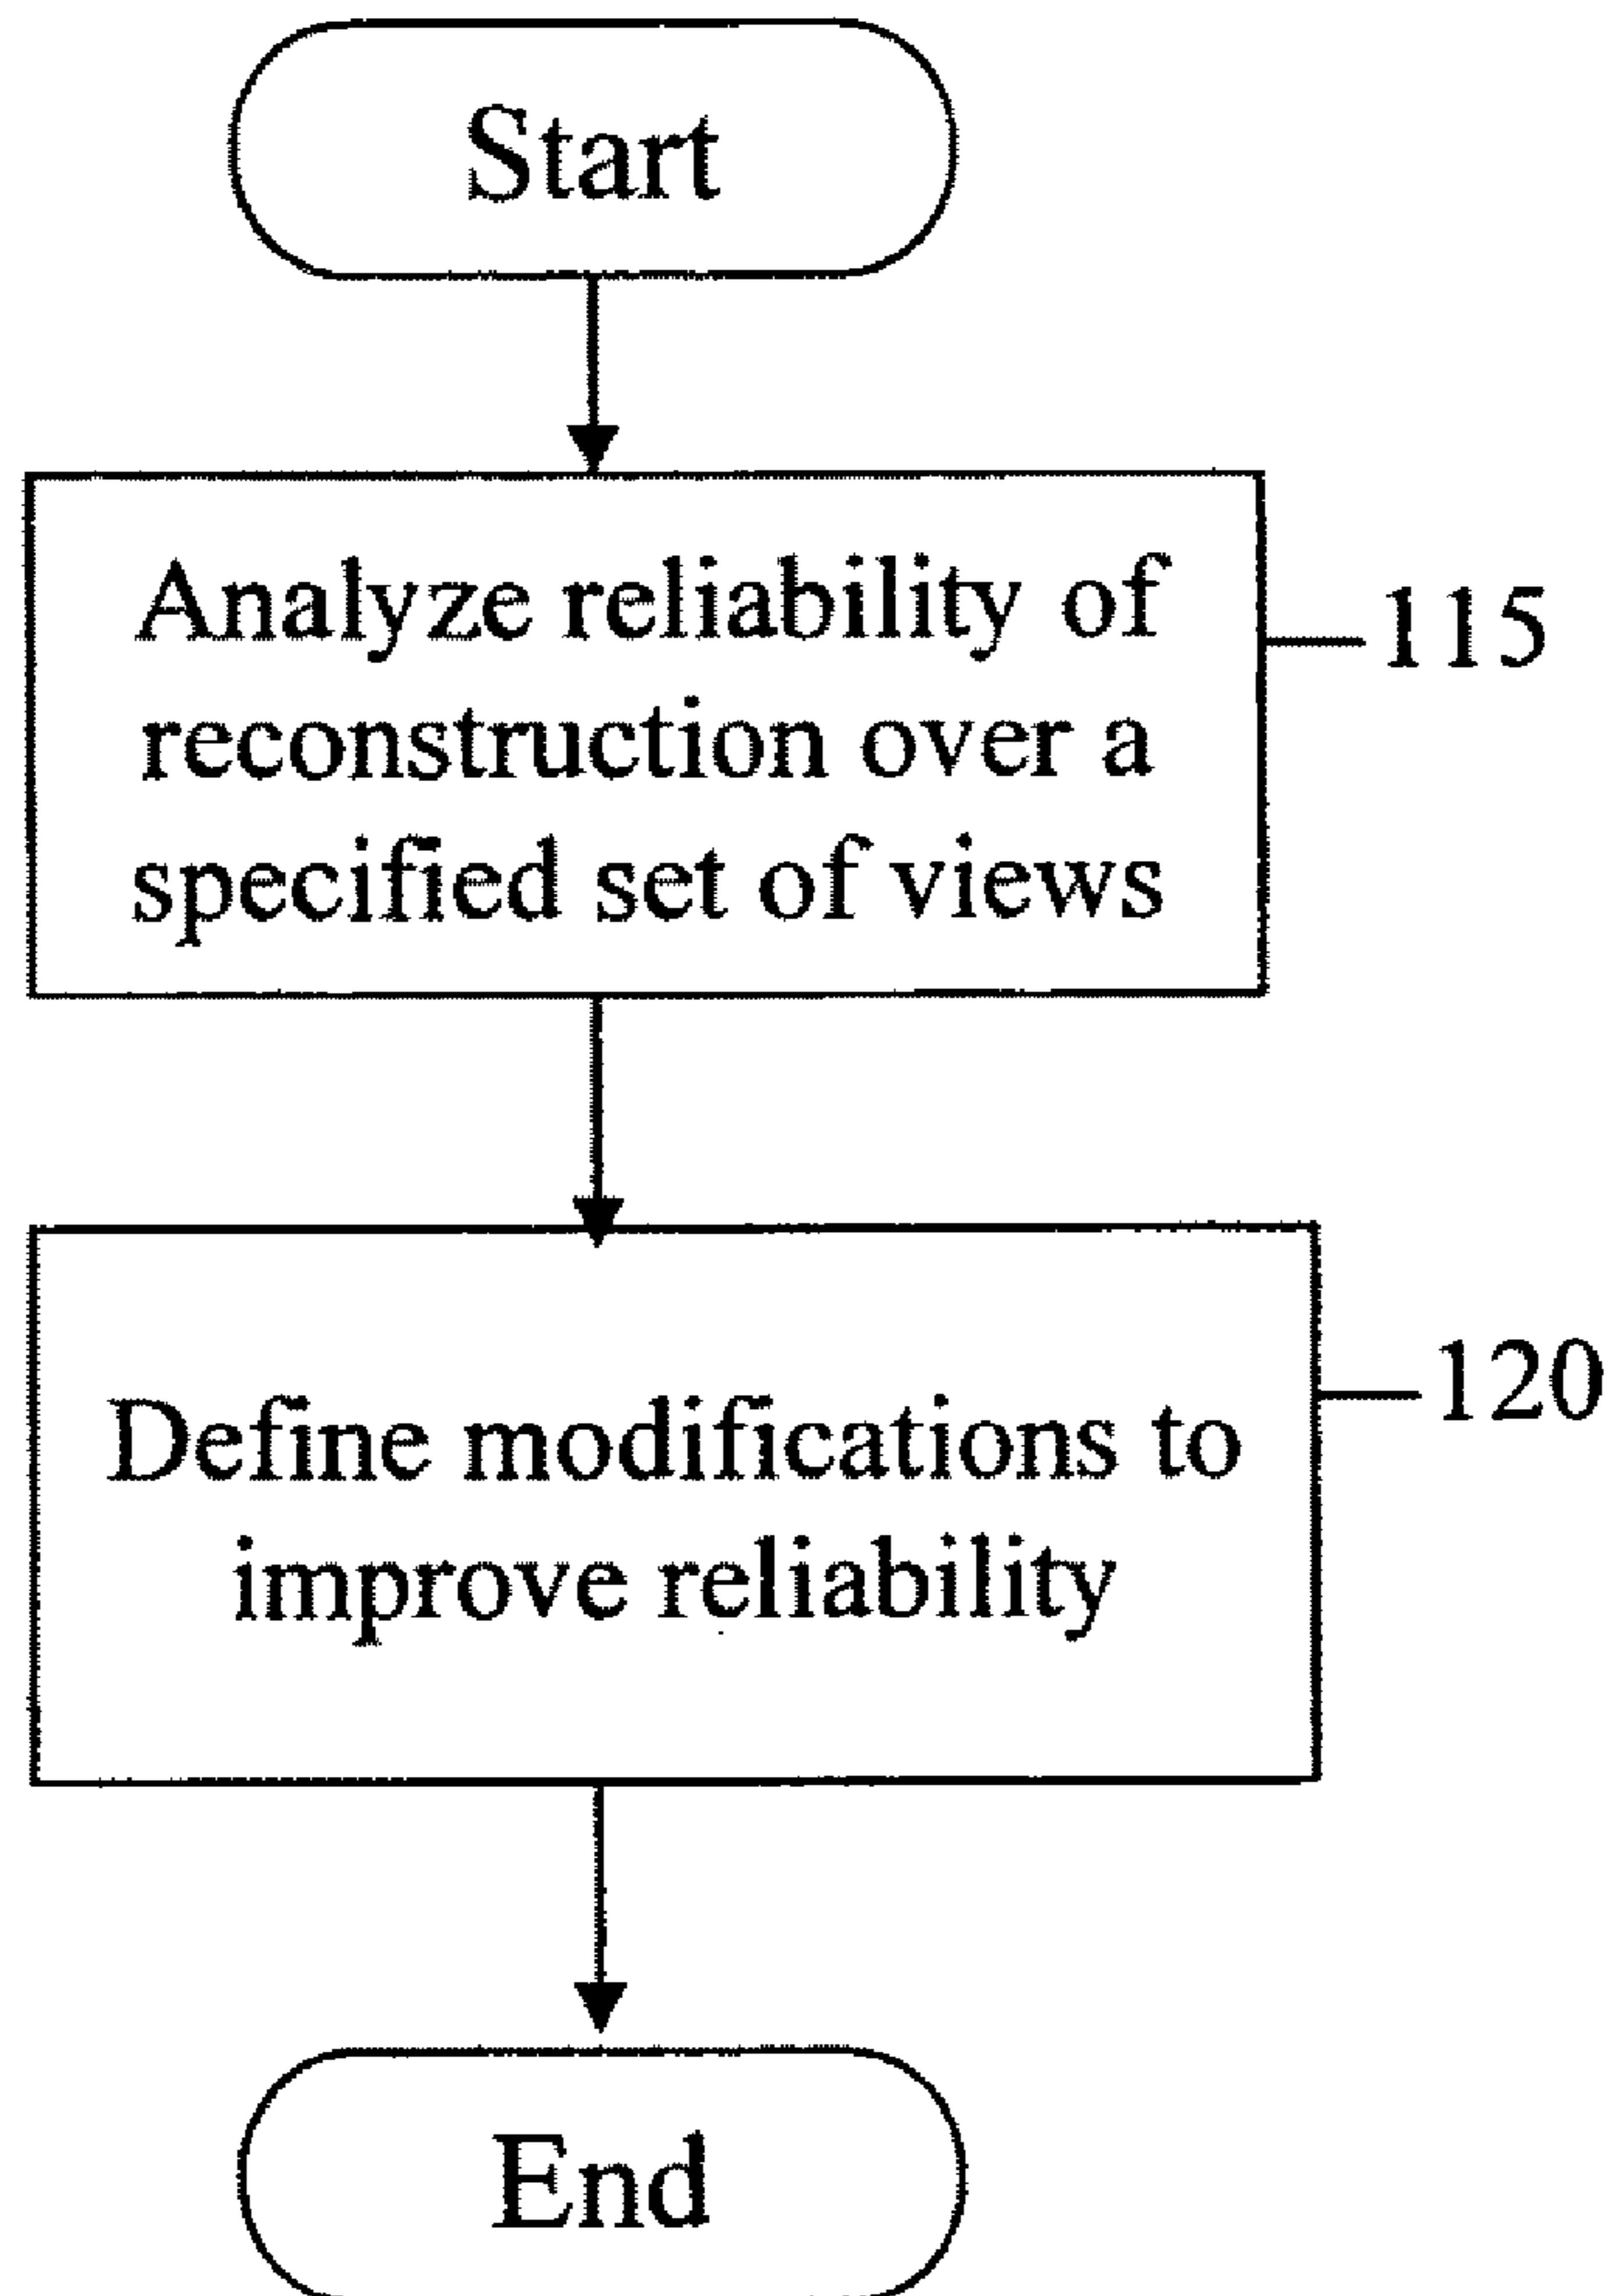 Start
Analyze reliability of
reconstruction over a
specified set of views
115
Define modifications to
improve reliability
120
End